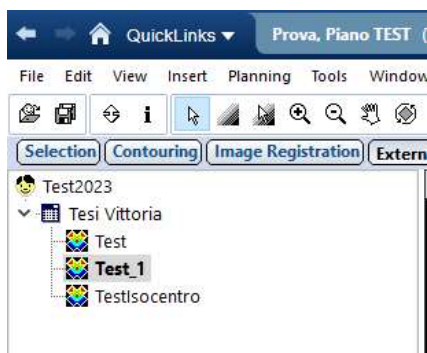 QuickLinks Prova, Piano TEST (
File Edit View Insert Planning Tools Window
Selection Contouring Image Registration Extern
Test2023
Tesi Vittoria
Test
Test_1
TestIsocentro